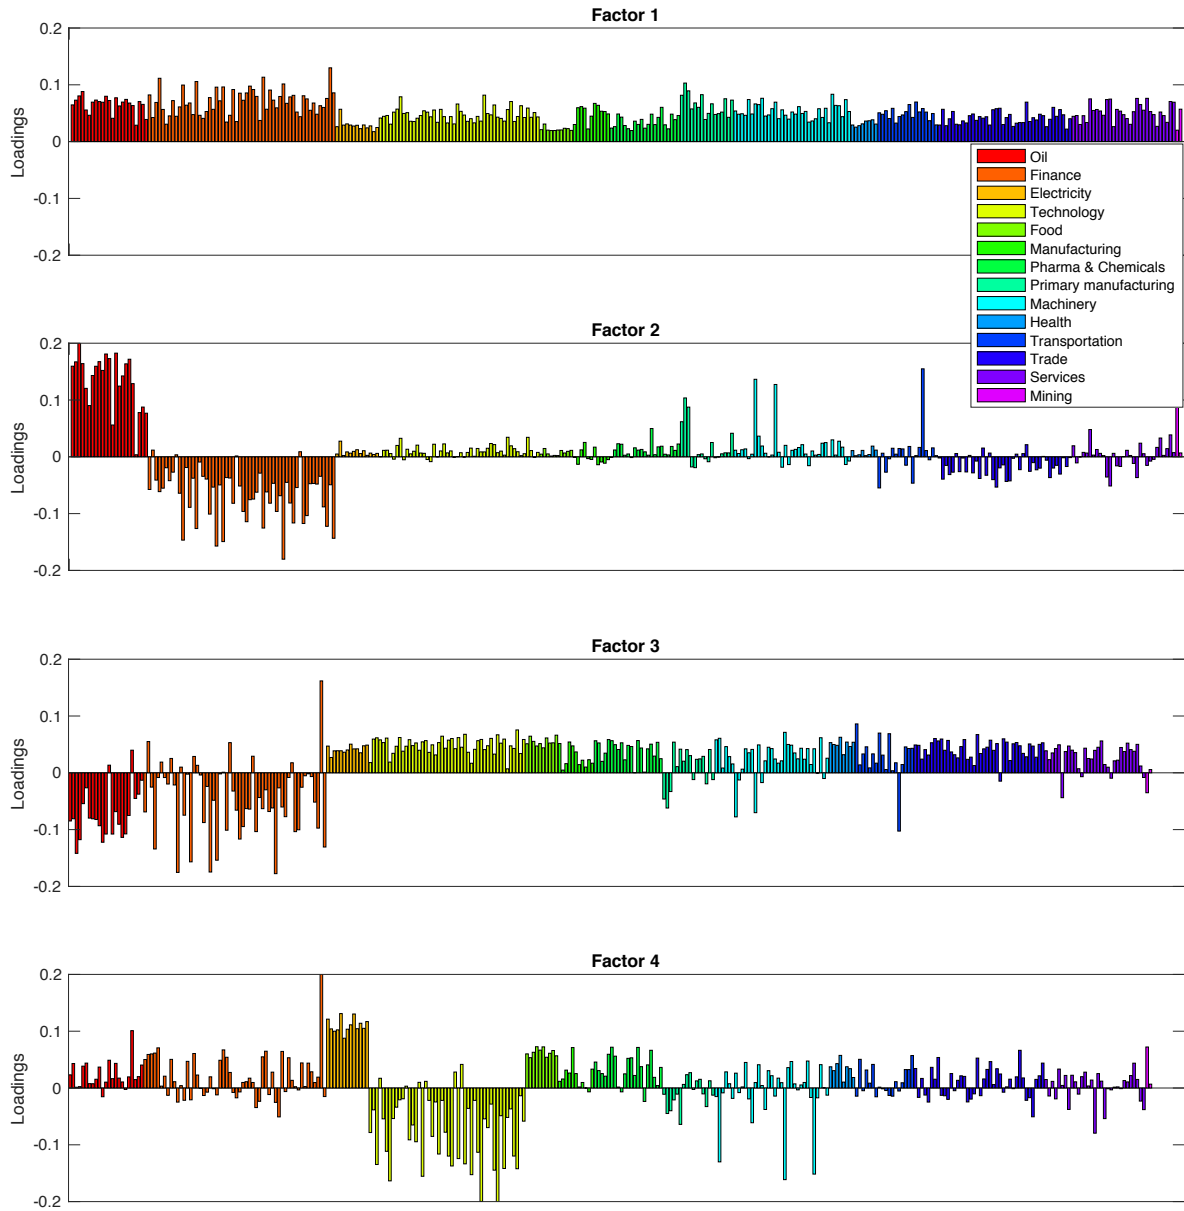 Factor 1
0.2
0.1
0
-0.1
-0.2
Loadings
Oil
Finance
Electricity
Technology
Food
Manufacturing
Pharma & Chemicals
Primary manufacturing
Machinery
Health
Transportation
Trade
Services
Mining
Factor 2
0.2
0.1
0
-0.1
-0.2
Loadings
Factor 3
0.2
0.1
0
-0.1
-0.2
Loadings
Factor 4
0.2
0.1
0
-0.1
-0.2
Loadings